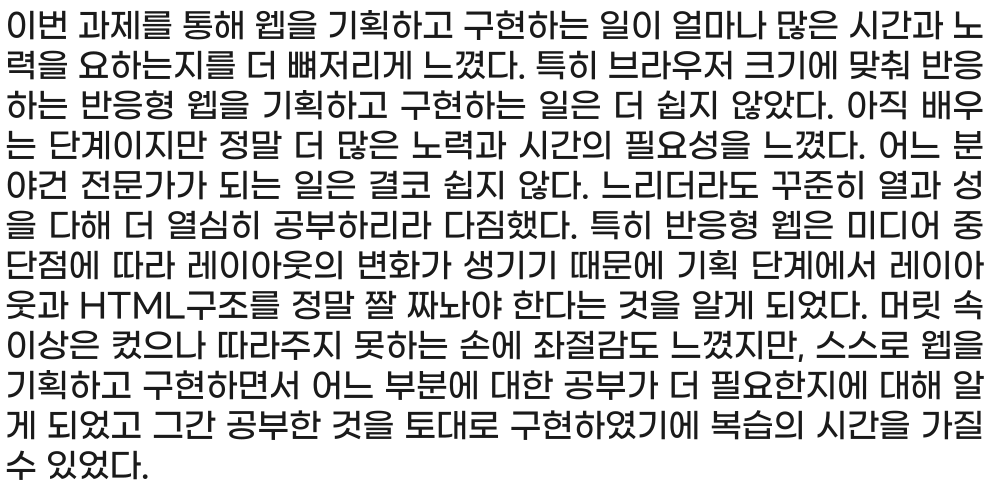 이번 과제를 통해 웹을 기획하고 구현하는 일이 얼마나 많은 시간과 노
력을 요하는지를 더 뼈저리게 느꼈다. 특히 브라우저 크기에 맞춰 반응
하는 반응형 웹을 기획하고 구현하는 일은 더 쉽지 않았다. 아직 배우
는 단계이지만 정말 더 많은 노력과 시간의 필요성을 느꼈다. 어느 분
야건 전문가가 되는 일은 결코 쉽지 않다. 느리더라도 꾸준히 열과 성
을 다해 더 열심히 공부하리라 다짐했다. 특히 반응형 웹은 미디어 중
단점에 따라 레이아웃의 변화가 생기기 때문에 기획 단계에서 레이아
웃과 HTML구조를 정말 짤 짜놔야 한다는 것을 알게 되었다. 머릿 속
이상은 컸으나 따라주지 못하는 손에 좌절감도 느꼈지만, 스스로 웹을
기획하고 구현하면서 어느 부분에 대한 공부가 더 필요한지에 대해 알
게 되었고 그간 공부한 것을 토대로 구현하였기에 복습의 시간을 가질
수 있었다.